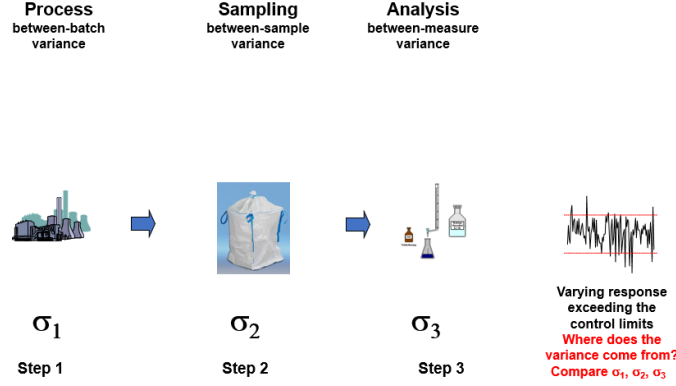 Process
between-batch
variance
Sampling
between-sample
variance
Analysis
between-measure
variance
σ1
σ2
σ3
Step 1
Step 2
Step 3
Varying response
exceeding the
control limits
Where does the
variance come from?
Compare σ1, σ2, σ3